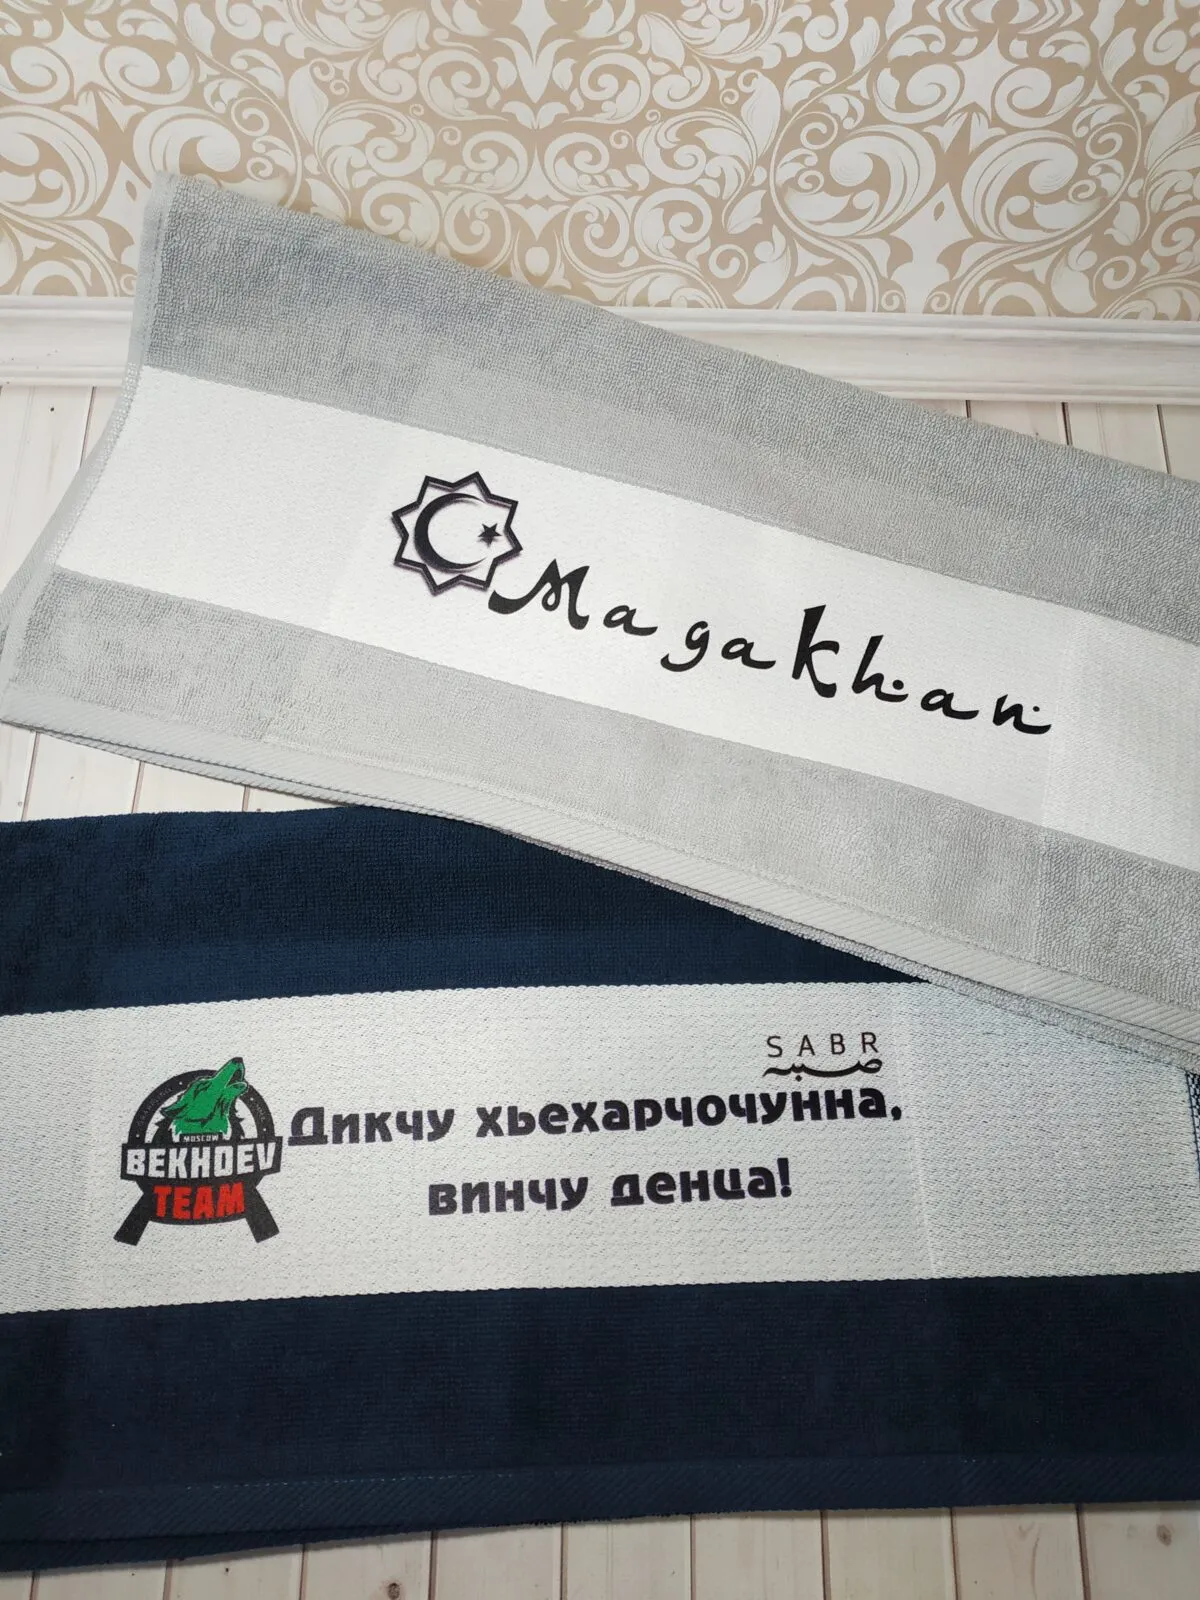 Magakhan
SABR
صبر
Дикчу хьехарчочунна,
винчу денца!
MOSCOW
BEKHOEV
TEAM